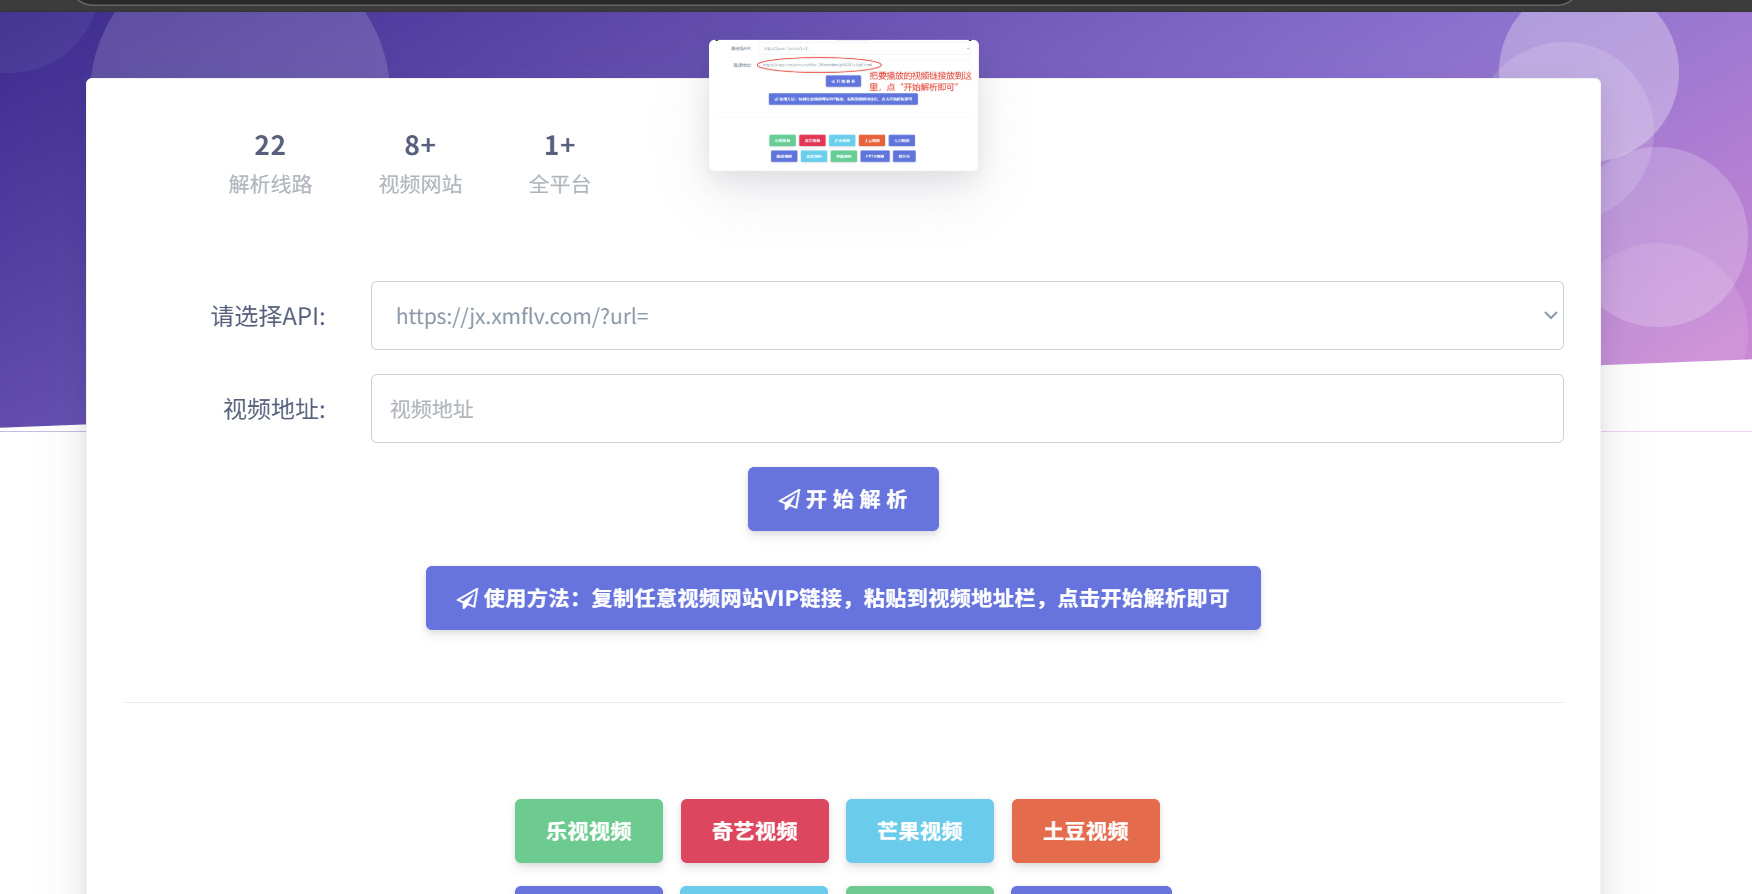 22
8+
1+
解析线路
视频网站
全平台
把要播放的视频链接放到这
里，点“开始解析即可”
请选择API:
https://jx.xmflv.com/?url=
视频地址:
视频地址
开 始 解 析
使用方法：复制任意视频网站VIP链接，粘贴到视频地址栏，点击开始解析即可
乐视视频
奇艺视频
芒果视频
土豆视频